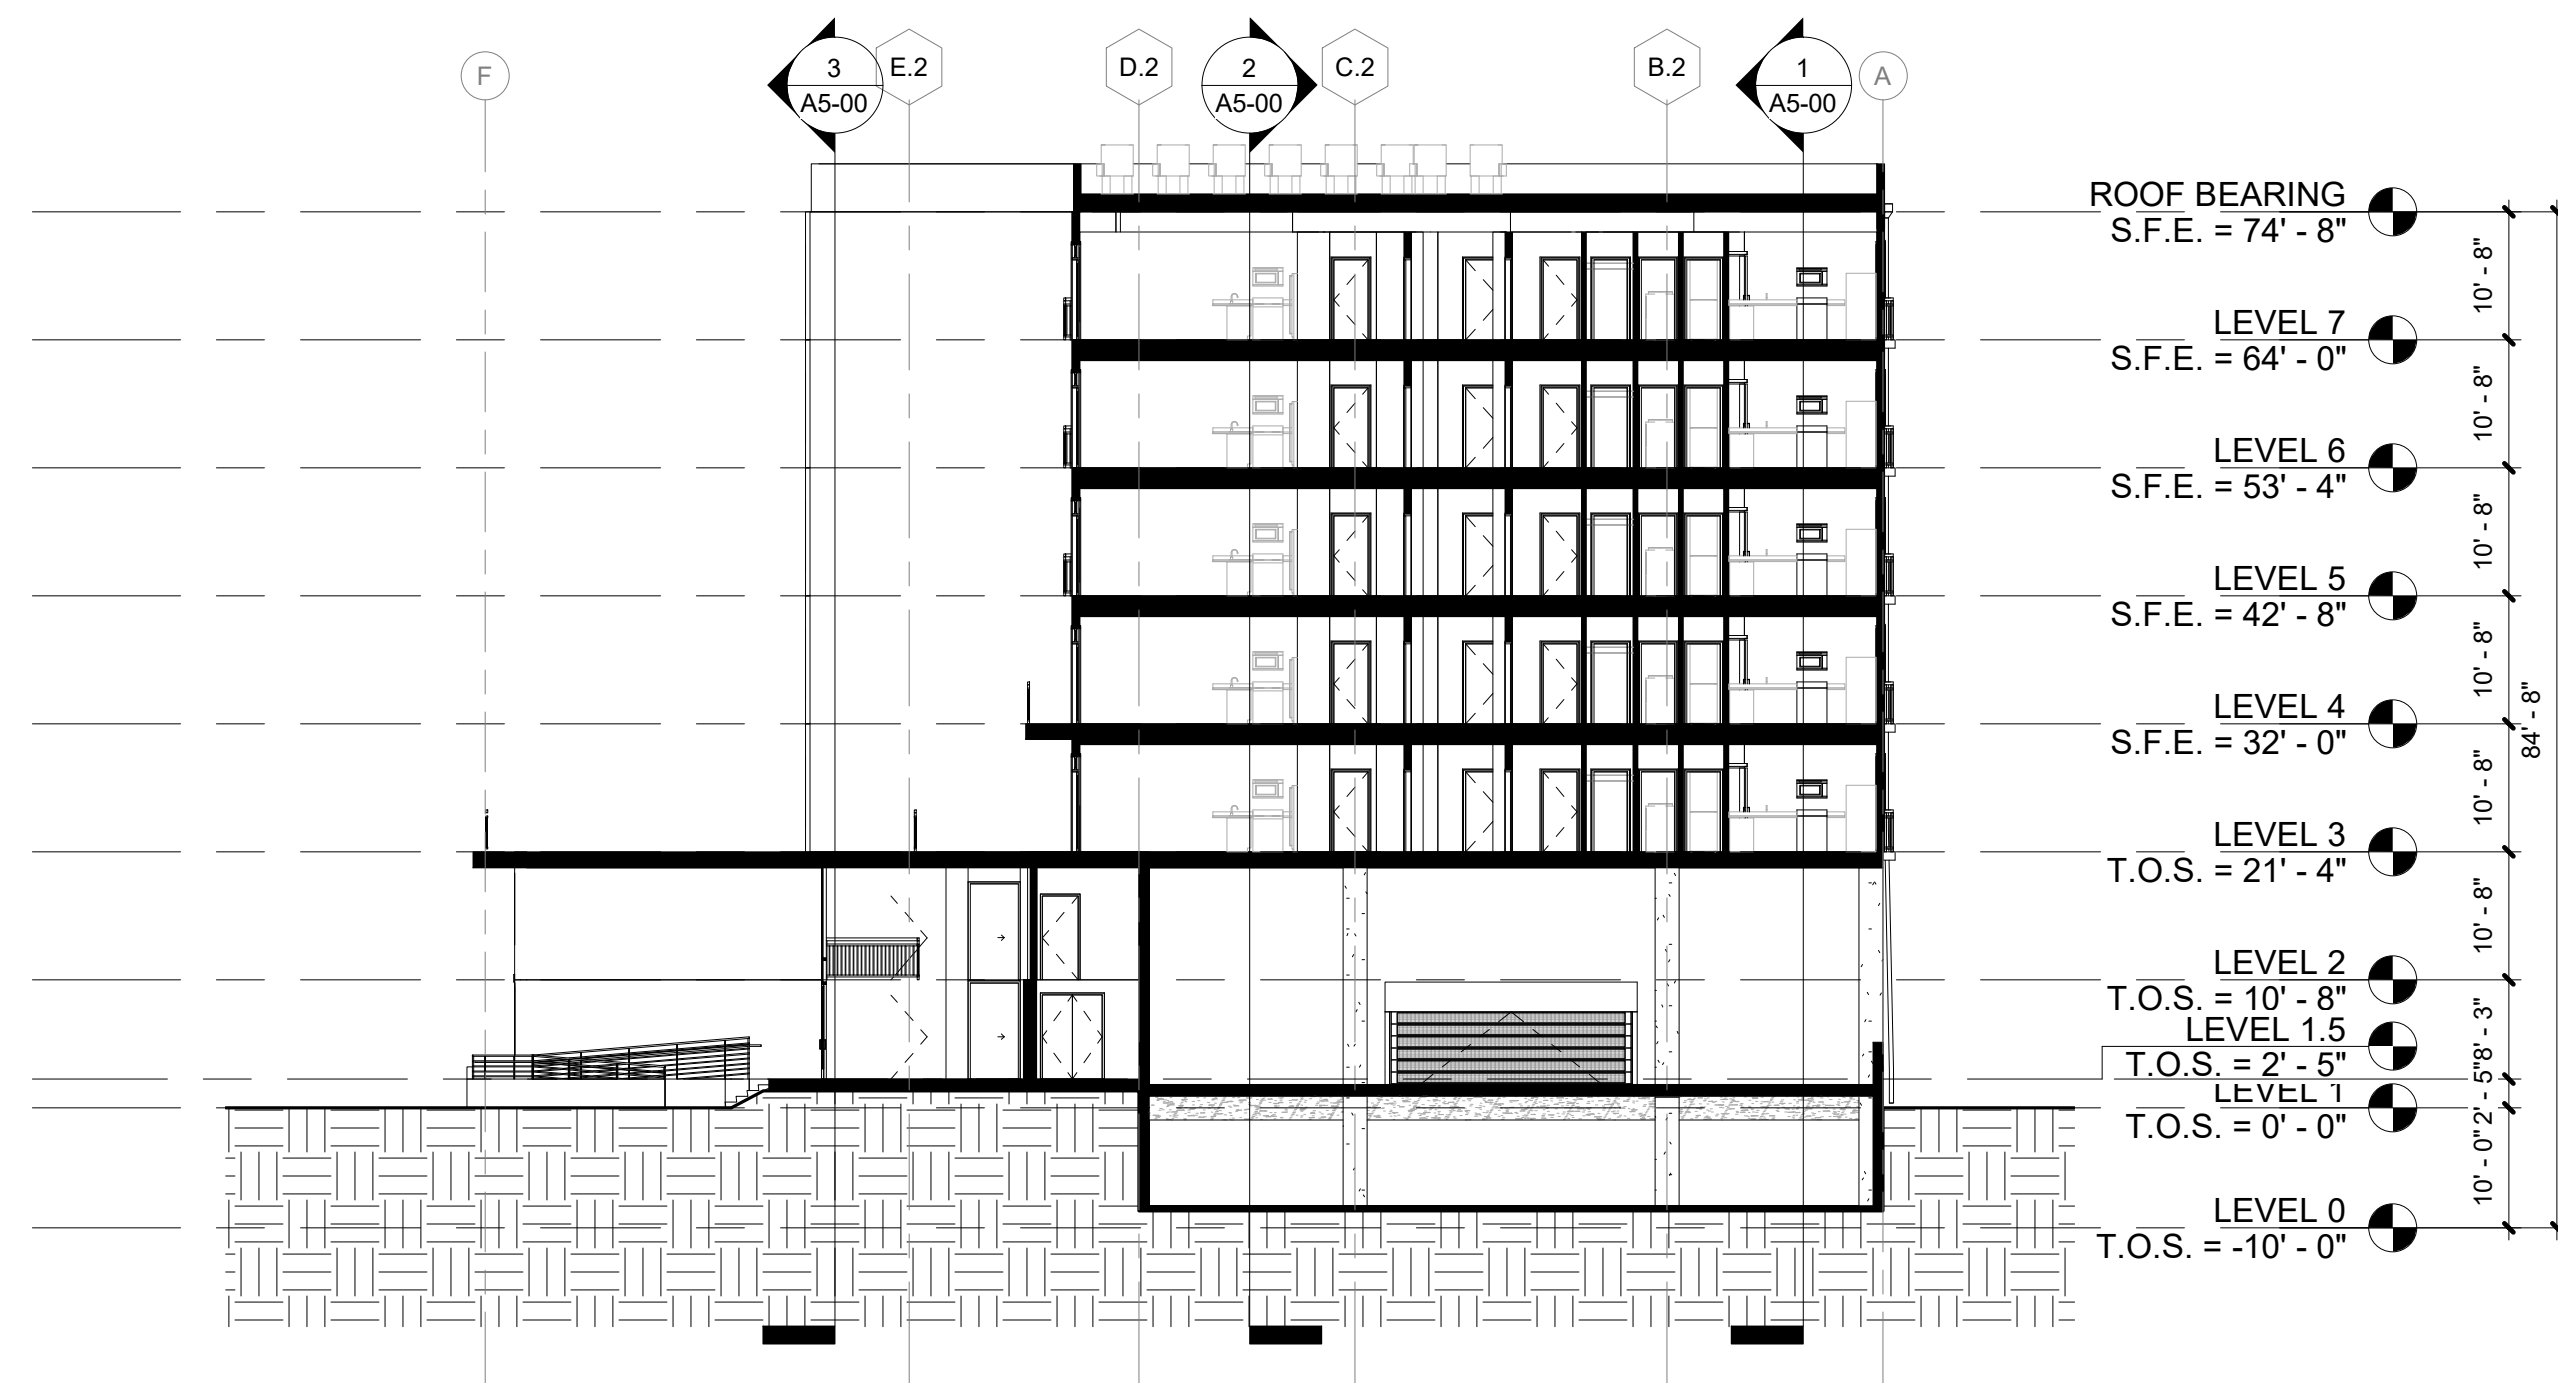 F
3
A5-00
E.2
D.2
2
A5-00
C.2
B.2
1
A5-00
A
ROOF BEARING
S.F.E. = 74' - 8"
10' - 8"
LEVEL 7
S.F.E. = 64' - 0"
10' - 8"
LEVEL 6
S.F.E. = 53' - 4"
10' - 8"
LEVEL 5
S.F.E. = 42' - 8"
10' - 8"
LEVEL 4
S.F.E. = 32' - 0"
84' - 8"
10' - 8"
LEVEL 3
T.O.S. = 21' - 4"
10' - 8"
LEVEL 2
T.O.S. = 10' - 8"
8' - 3"
LEVEL 1.5
T.O.S. = 2' - 5"
2' - 5"
LEVEL 1
T.O.S. = 0' - 0"
10' - 0"
LEVEL 0
T.O.S. = -10' - 0"